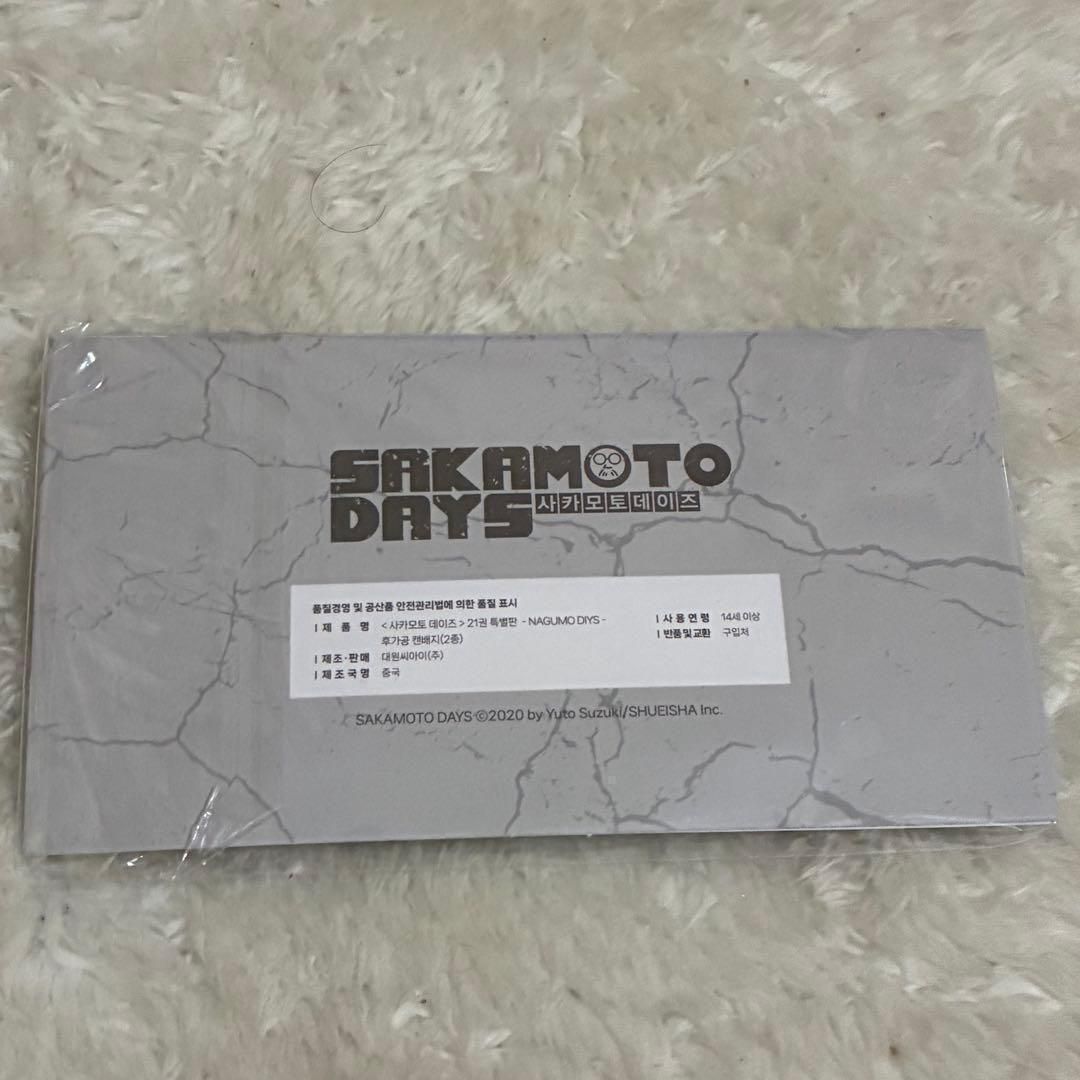 SAKAMOTO
DAYS 사카모토데이즈
품질경영 및 공산품 안전관리법에 의한 품질 표시
| 제 품 명 <사카모토 데이즈> 21권 특별판 - NAGUMO DIYS -
후가공 캔배지(2종)
| 제조·판매 대원씨아이(주)
| 제조국명 중국
| 사용연령 14세 이상
| 반품및교환 구입처
SAKAMOTO DAYS ©2020 by Yuto Suzuki/SHUEISHA Inc.